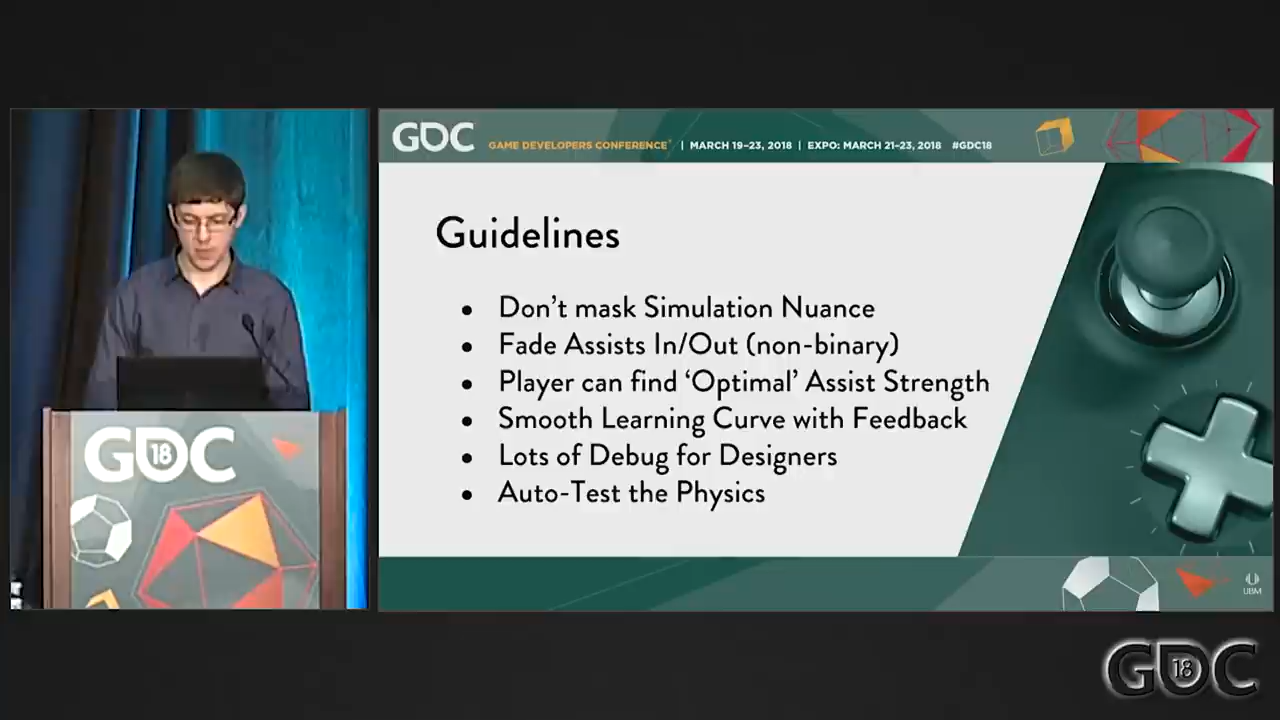 GDC GAME DEVELOPERS CONFERENCE | MARCH 19–23, 2018 | EXPO: MARCH 21–23, 2018 #GDC18
Guidelines
• Don't mask Simulation Nuance
• Fade Assists In/Out (non-binary)
• Player can find ‘Optimal’ Assist Strength
• Smooth Learning Curve with Feedback
• Lots of Debug for Designers
• Auto-Test the Physics
UBM
GDC 18
GDC 18